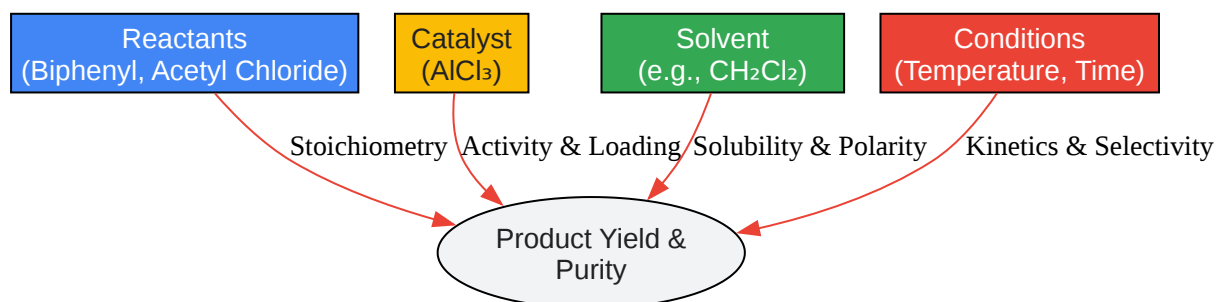 Reactants
(Biphenyl, Acetyl Chloride)
Catalyst
(AlCl₃)
Solvent
(e.g., CH₂Cl₂)
Conditions
(Temperature, Time)
Stoichiometry
Activity & Loading
Solubility & Polarity
Kinetics & Selectivity
Product Yield &
Purity